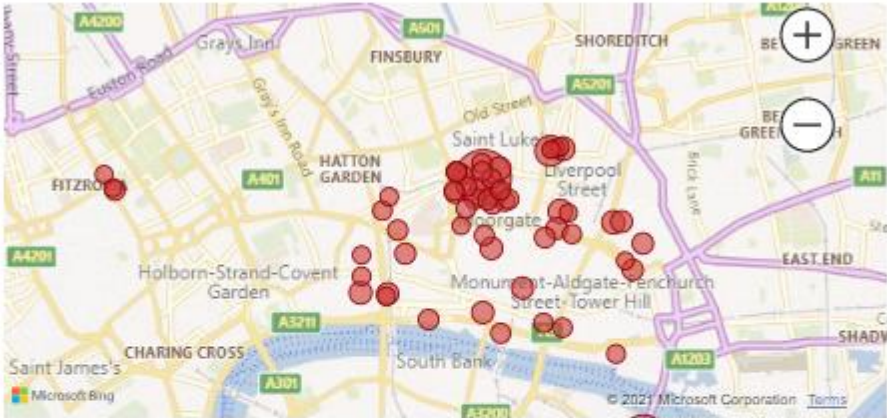 A4200
A501
Grays Inn
SHOREDITCH
FINSBURY
GREEN
Euston Road
A5201
Old Street
Gray's Inn Road
Saint Luke
HATTON
GARDEN
Liverpool
Street
FITZRO
A401
A11
Brick Lane
Moorgate
A4201
EAST END
Holborn-Strand-Covent
Garden
Monument-Aldgate-Fenchurch
Street-Tower Hill
A3211
CHARING CROSS
South Bank
SHADW
Saint James's
A1203
A301
Microsoft Bing
© 2021 Microsoft Corporation Terms
A3200